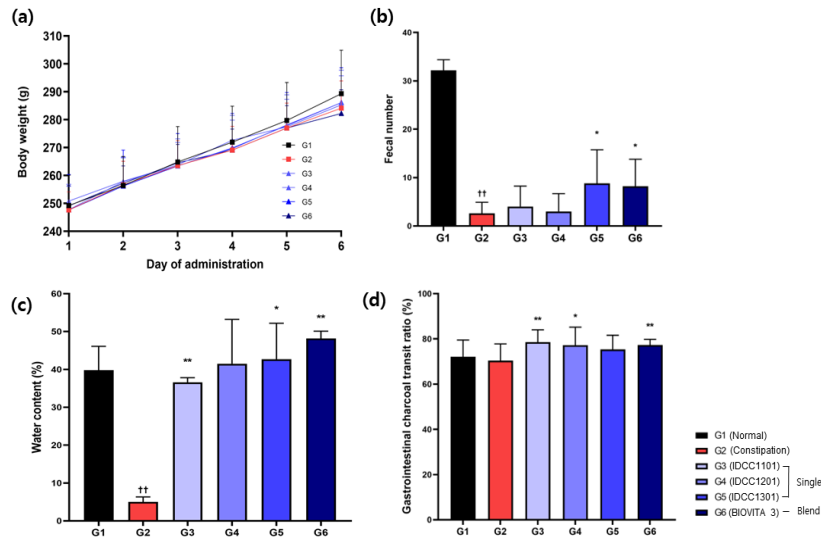 (a)
Body weight (g)
310
300
290
280
270
260
250
240
1 2 3 4 5 6
Day of administration
G1
G2
G3
G4
G5
G6
(b)
Fecal number
40
30
20
10
0
††
*
*
G1 G2 G3 G4 G5 G6
(c)
Water content (%)
60
50
40
30
20
10
0
††
**
*
**
G1 G2 G3 G4 G5 G6
(d)
Gastrointestinal charcoal transit ratio (%)
100
80
60
40
20
0
**
*
**
G1 G2 G3 G4 G5 G6
G1 (Normal)
G2 (Constipation)
G3 (IDCC1101)
G4 (IDCC1201) Single
G5 (IDCC1301)
G6 (BIOVITA 3) Blend